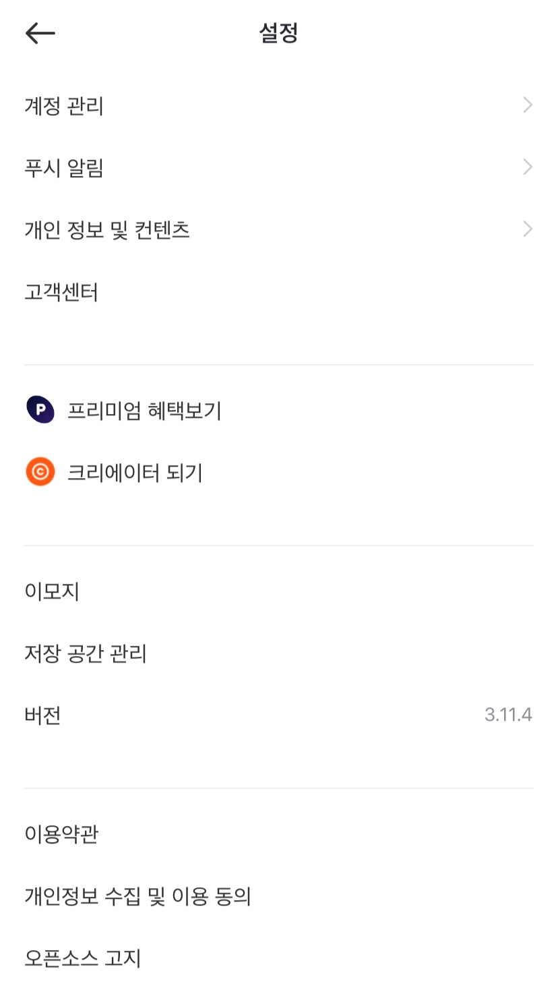 설정
계정 관리
푸시 알림
개인 정보 및 컨텐츠
고객센터
P 프리미엄 혜택보기
C 크리에이터 되기
이모지
저장 공간 관리
버전 3.11.4
이용약관
개인정보 수집 및 이용 동의
오픈소스 고지